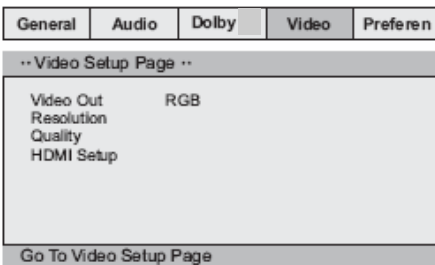 General Audio Dolby Video Preferen
·· Video Setup Page ··
Video Out RGB
Resolution
Quality
HDMI Setup
Go To Video Setup Page